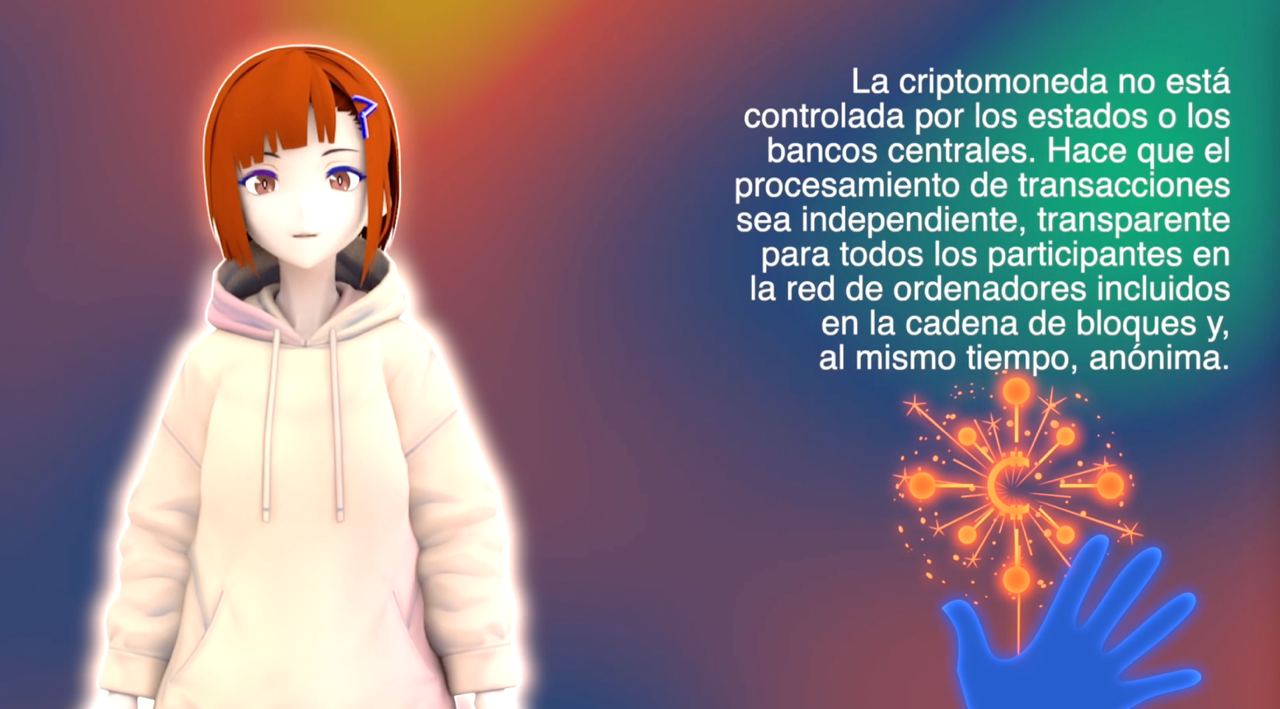 La criptomoneda no está
controlada por los estados o los
bancos centrales. Hace que el
procesamiento de transacciones
sea independiente, transparente
para todos los participantes en
la red de ordenadores incluidos
en la cadena de bloques y,
al mismo tiempo, anónima.